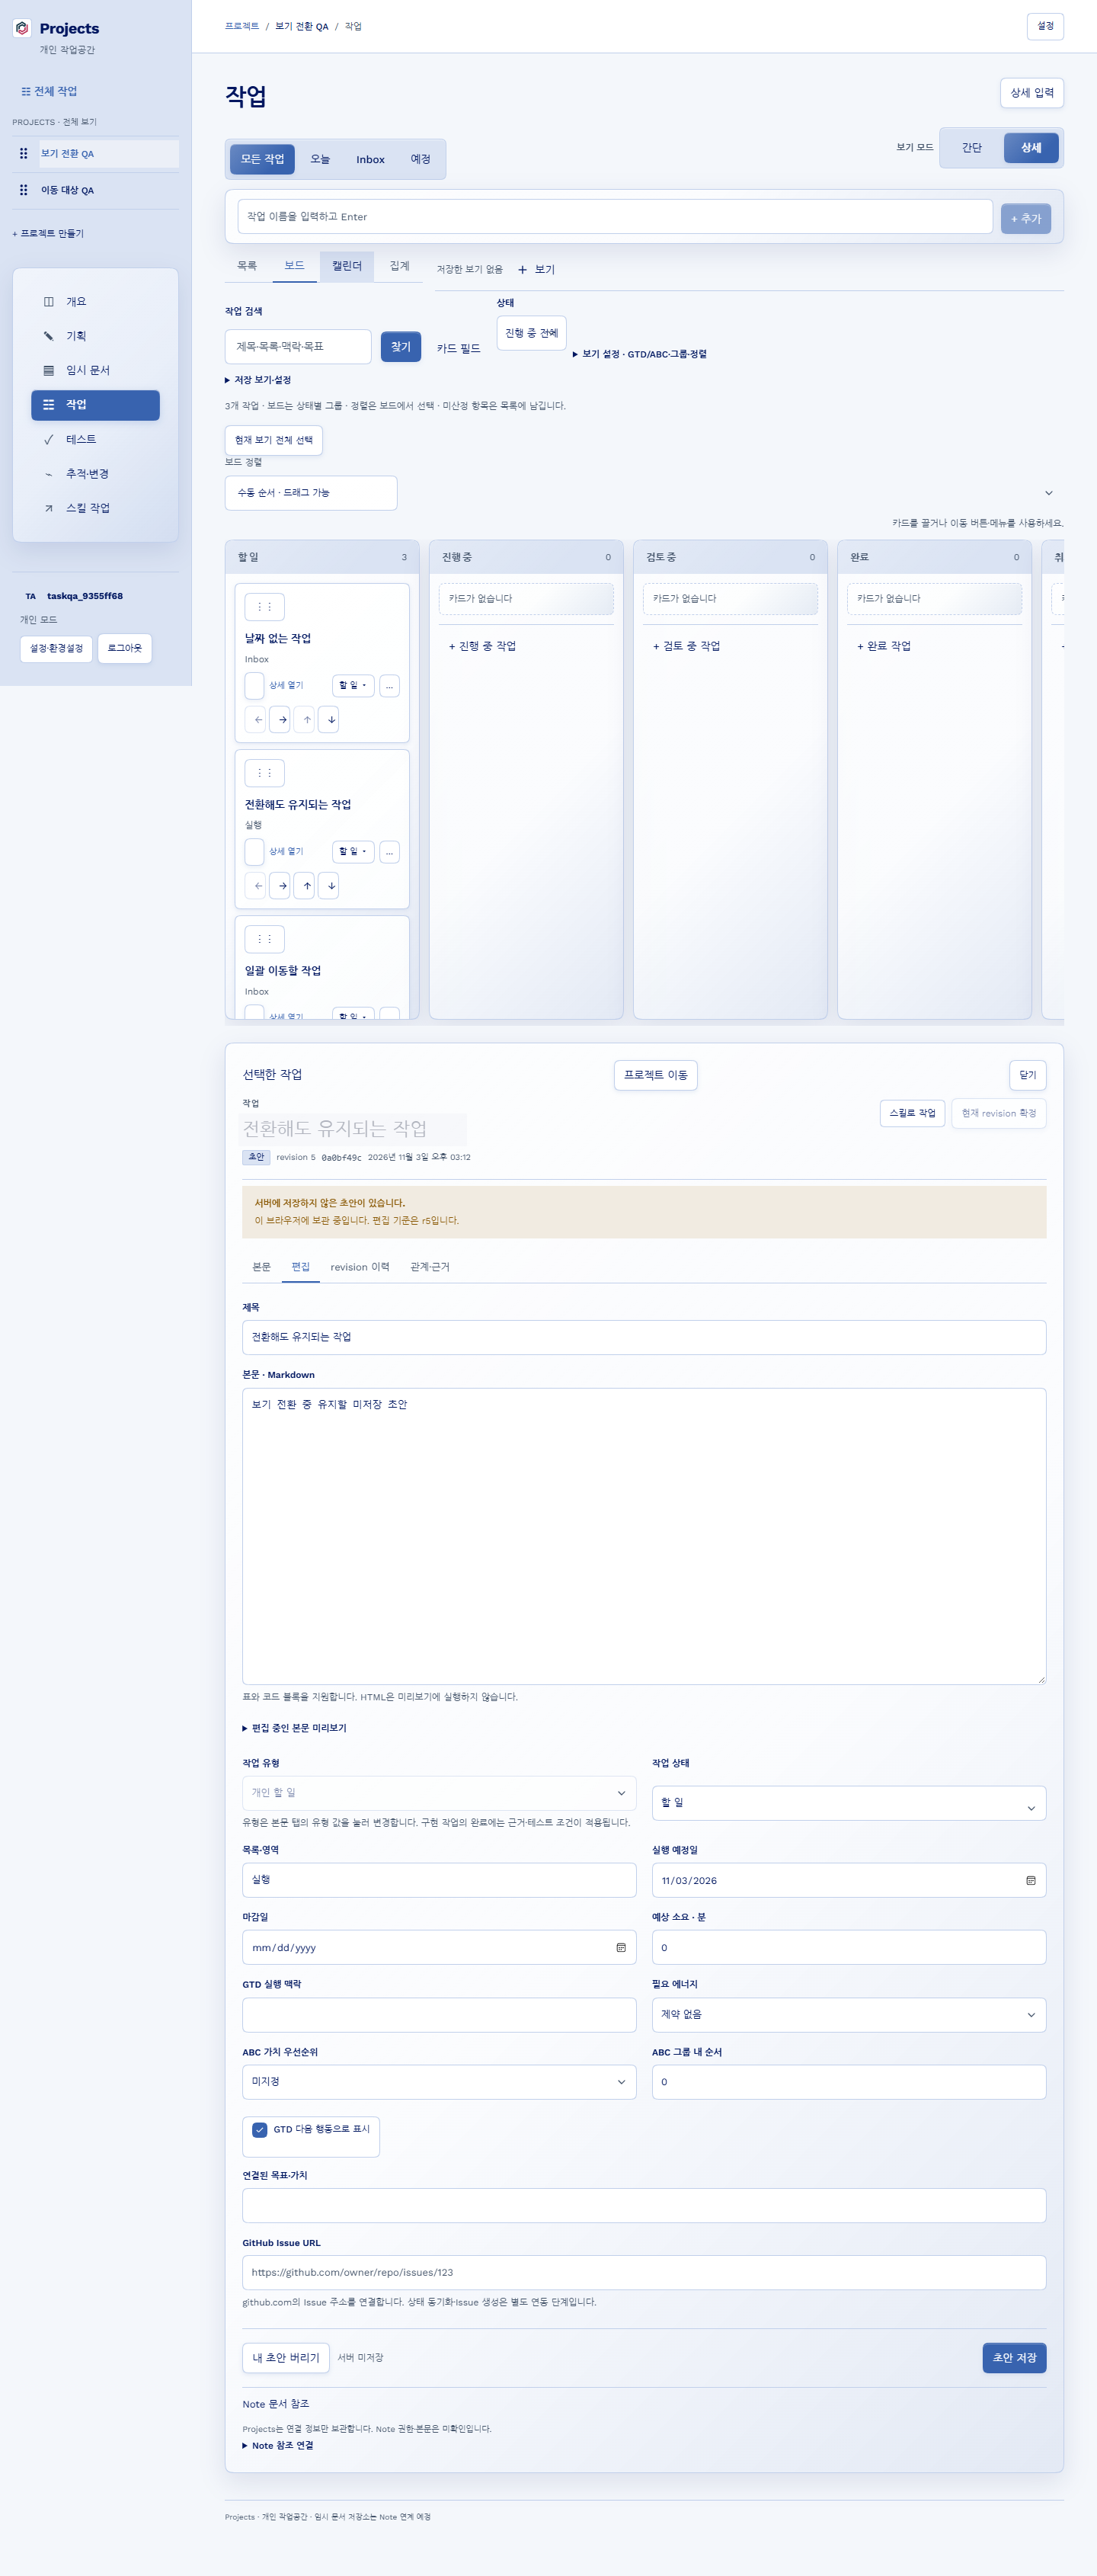 Projects
개인 작업공간
전체 작업
PROJECTS · 전체 보기
보기 전환 QA
이동 대상 QA
+ 프로젝트 만들기
개요
기획
임시 문서
작업
테스트
추적·변경
스킬 작업
TA taskqa_9355ff68
개인 모드
설정·환경설정 로그아웃
프로젝트 / 보기 전환 QA / 작업
설정
작업
상세 입력
모든 작업 오늘 Inbox 예정
보기 모드 간단 상세
작업 이름을 입력하고 Enter
+ 추가
목록 보드 캘린더 집계
저장한 보기 없음 + 보기
작업 검색
제목·목록·맥락·목표
찾기
카드 필드
상태
진행 중 전체
▶ 보기 설정 · GTD/ABC·그룹·정렬
▶ 저장 보기·설정
3개 작업 · 보드는 상태별 그룹 · 정렬은 보드에서 선택 · 미산정 항목은 목록에 남깁니다.
현재 보기 전체 선택
보드 정렬
수동 순서 · 드래그 가능
카드를 끌거나 이동 버튼·메뉴를 사용하세요.
할 일 3
날짜 없는 작업
Inbox
상세 열기 할 일 ...
← → ↑ ↓
전환해도 유지되는 작업
실행
상세 열기 할 일 ...
← → ↑ ↓
일괄 이동할 작업
Inbox
상세 열기 할 일 ...
진행 중 0
카드가 없습니다
+ 진행 중 작업
검토 중 0
카드가 없습니다
+ 검토 중 작업
완료 0
카드가 없습니다
+ 완료 작업
취
선택한 작업
프로젝트 이동
닫기
작업
전환해도 유지되는 작업
스킬로 작업 현재 revision 확정
초안 revision 5 0a0bf49c 2026년 11월 3일 오후 03:12
서버에 저장하지 않은 초안이 있습니다.
이 브라우저에 보관 중입니다. 편집 기준은 r5입니다.
본문 편집 revision 이력 관계·근거
제목
전환해도 유지되는 작업
본문 · Markdown
보기 전환 중 유지할 미저장 초안
표와 코드 블록을 지원합니다. HTML은 미리보기에 실행하지 않습니다.
▶ 편집 중인 본문 미리보기
작업 유형
개인 할 일
유형은 본문 탭의 유형 값을 눌러 변경합니다. 구현 작업의 완료에는 근거·테스트 조건이 적용됩니다.
작업 상태
할 일
목록·영역
실행
실행 예정일
11/03/2026
마감일
mm/dd/yyyy
예상 소요 · 분
0
GTD 실행 맥락
필요 에너지
제약 없음
ABC 가치 우선순위
미지정
ABC 그룹 내 순서
0
GTD 다음 행동으로 표시
연결된 목표·가치
GitHub Issue URL
https://github.com/owner/repo/issues/123
github.com의 Issue 주소를 연결합니다. 상태 동기화·Issue 생성은 별도 연동 단계입니다.
내 초안 버리기 서버 미저장
초안 저장
Note 문서 참조
Projects는 연결 정보만 보관합니다. Note 권한·본문은 미확인입니다.
▶ Note 참조 연결
Projects · 개인 작업공간 · 임시 문서 저장소는 Note 연계 예정